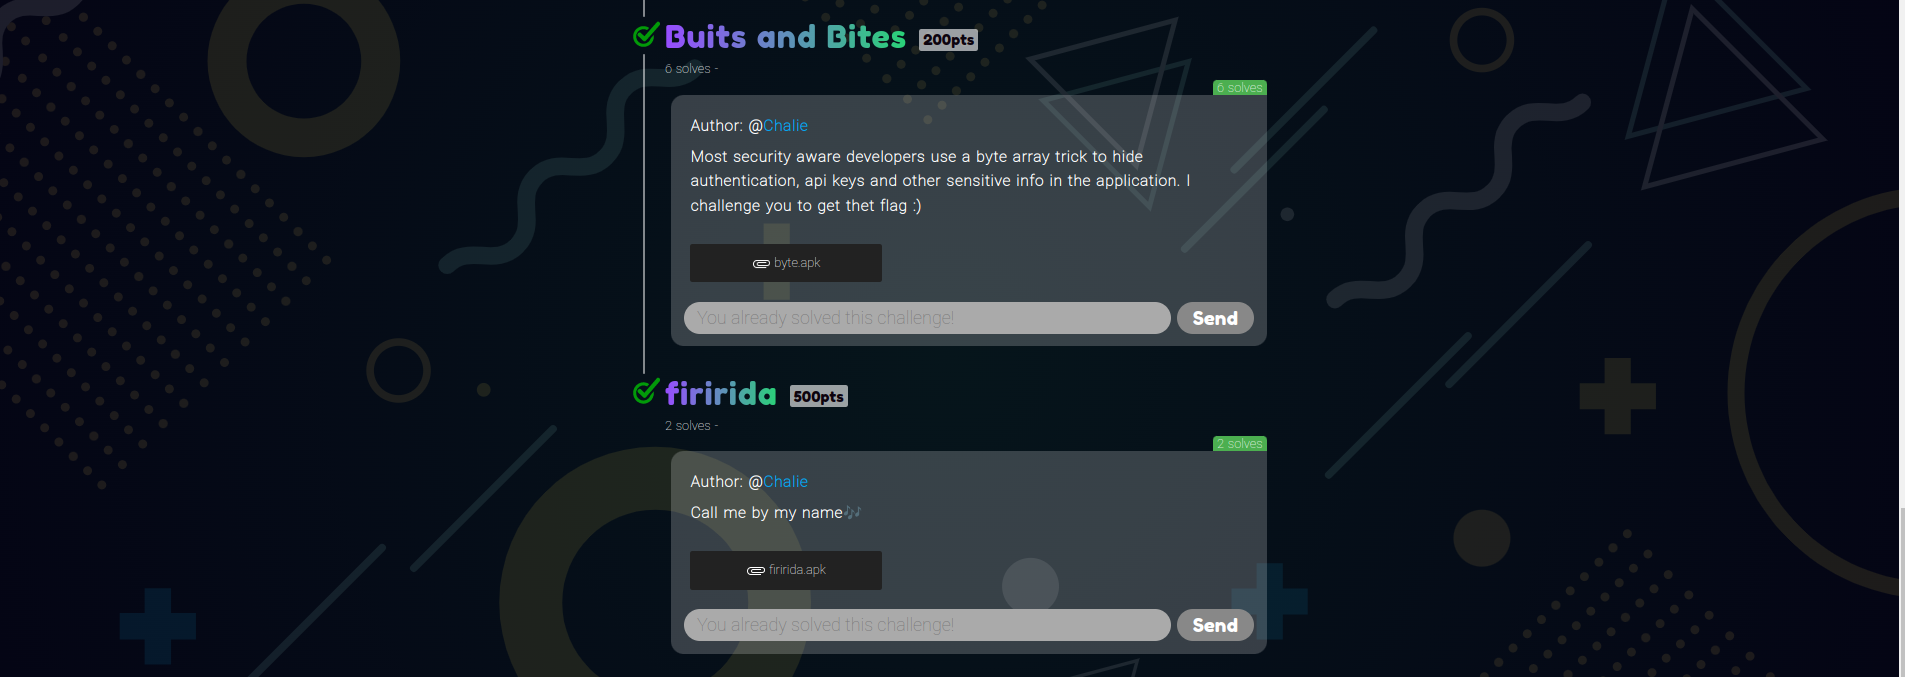 Buits and Bites 200pts
6 solves -
6 solves
Author: @Chalie
Most security aware developers use a byte array trick to hide
authentication, api keys and other sensitive info in the application. I
challenge you to get thet flag :)
byte.apk
You already solved this challenge! Send
firirida 500pts
2 solves -
2 solves
Author: @Chalie
Call me by my name🎶
firirida.apk
You already solved this challenge! Send